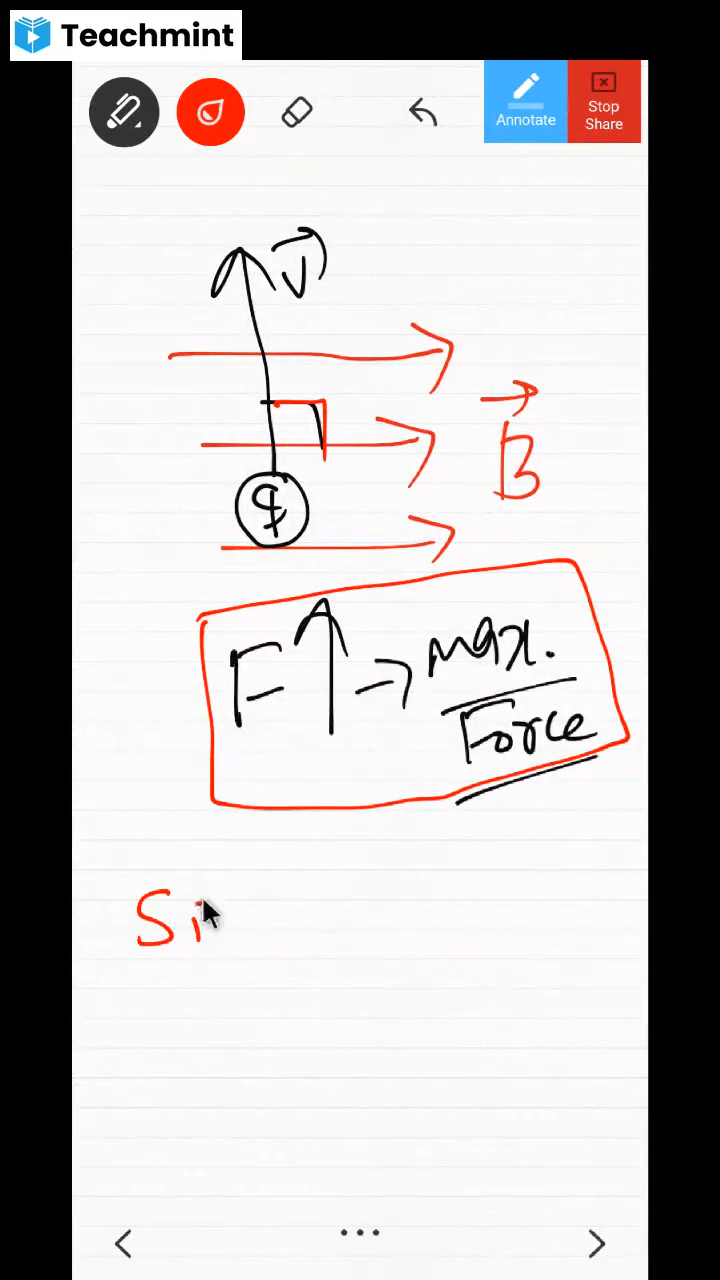 Teachmint
Annotate
Stop
Share
V
B
F → max.
Force
Si